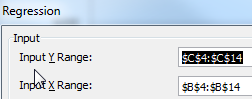 Regression
Input
Input Y Range: $C$4:$C$14
Input X Range: $B$4:$B$14